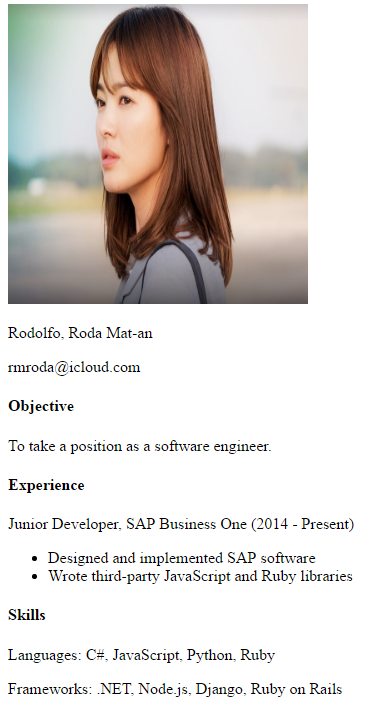 Rodolfo, Roda Mat-an
rmroda@icloud.com
Objective
To take a position as a software engineer.
Experience
Junior Developer, SAP Business One (2014 - Present)
• Designed and implemented SAP software
• Wrote third-party JavaScript and Ruby libraries
Skills
Languages: C#, JavaScript, Python, Ruby
Frameworks: .NET, Node.js, Django, Ruby on Rails